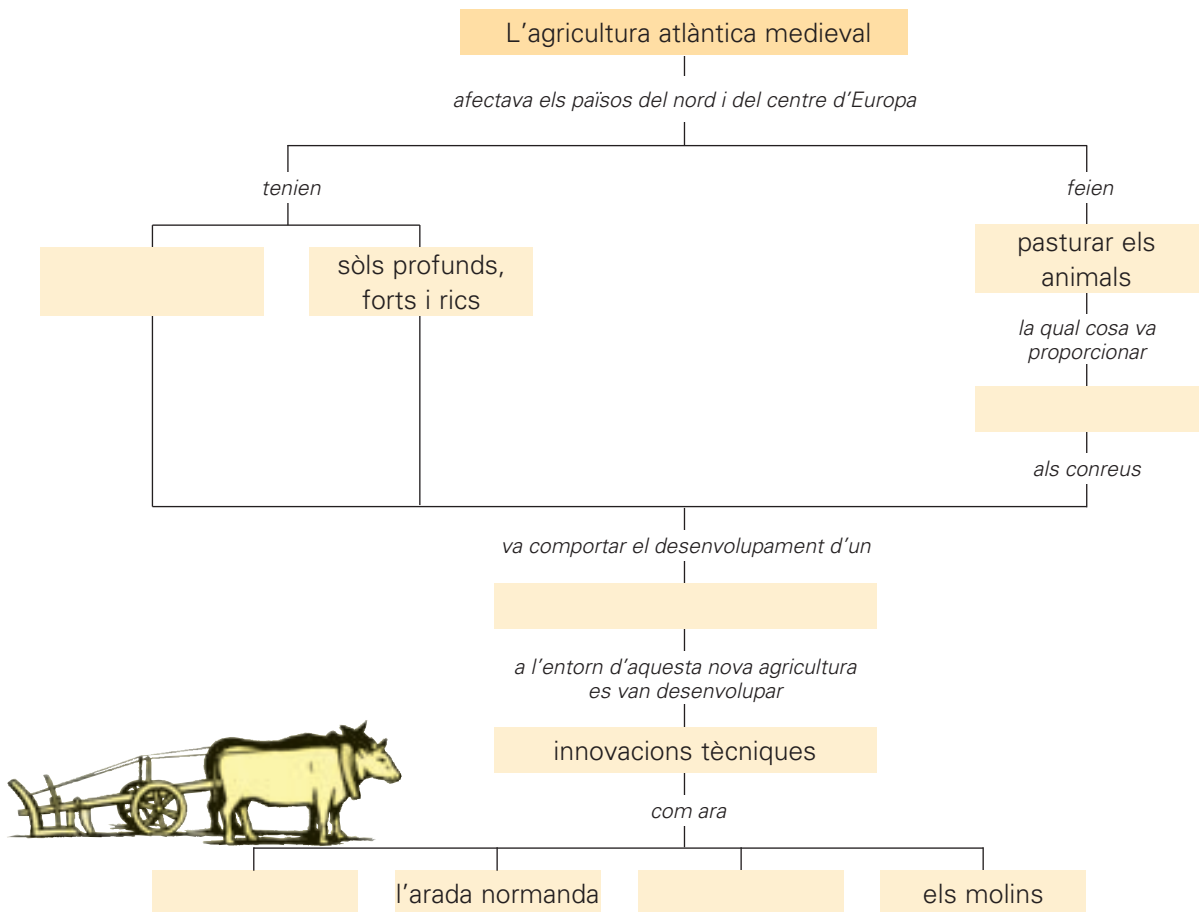 L'agricultura atlàntica medieval
afectava els països del nord i del centre d'Europa
tenien
feien
sòls profunds,
forts i rics
pasturar els
animals
la qual cosa va
proporcionar
als conreus
va comportar el desenvolupament d'un
a l'entorn d'aquesta nova agricultura
es van desenvolupar
innovacions tècniques
com ara
l'arada normanda
els molins